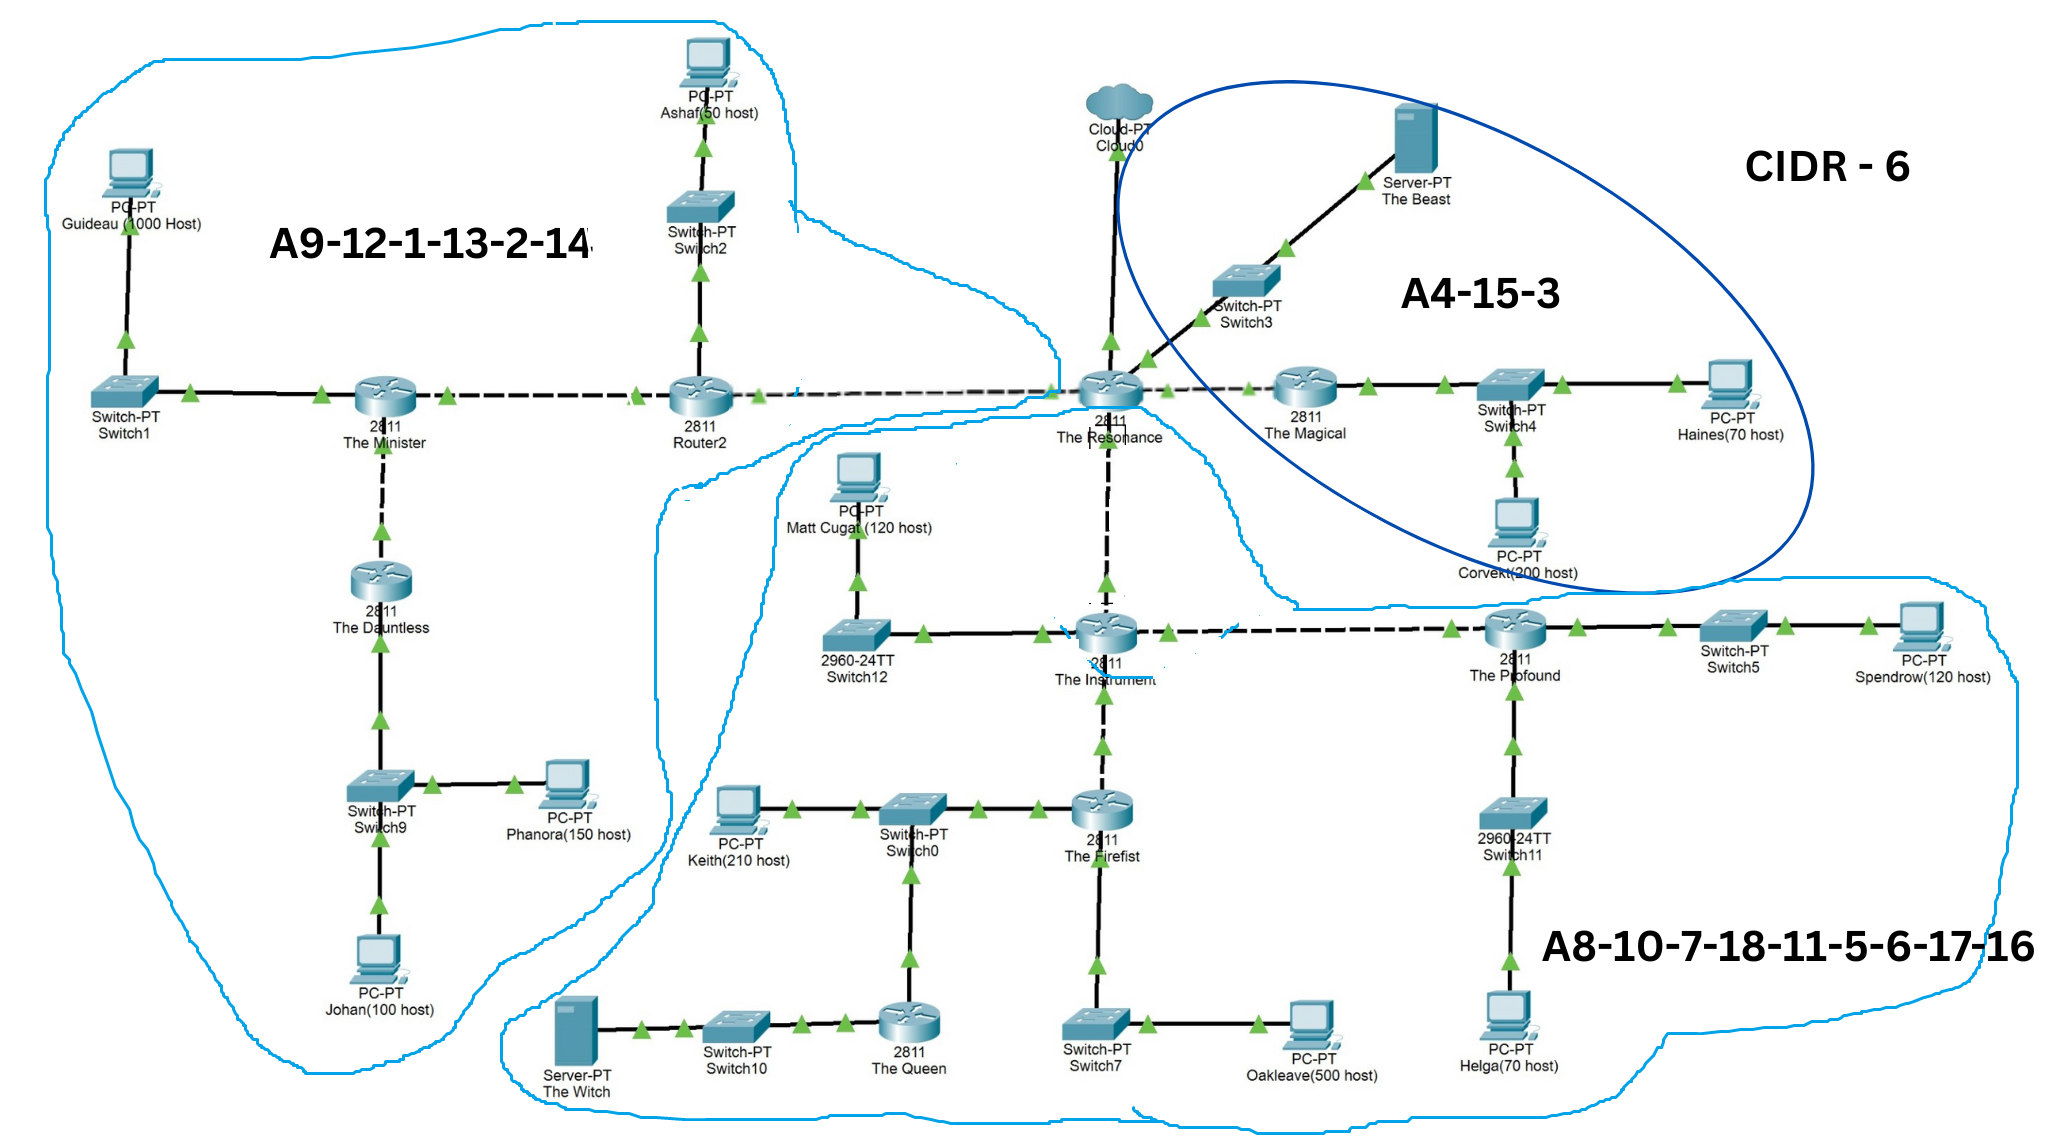 PC-PT
Ashaf(50 host)
Cloud-PT
Cloud0
Server-PT
The Beast
CIDR - 6
PC-PT
Guideau (1000 Host)
A9-12-1-13-2-14
Switch-PT
Switch2
Switch-PT
Switch3
A4-15-3
Switch-PT
Switch1
2811
The Minister
2811
Router2
2811
The Resonance
2811
The Magical
Switch-PT
Switch4
PC-PT
Haines(70 host)
PC-PT
Matt Cugat (120 host)
PC-PT
Corvekt(200 host)
2811
The Dauntless
2960-24TT
Switch12
2811
The Instrument
2811
The Profound
Switch-PT
Switch5
PC-PT
Spendrow(120 host)
Switch-PT
Switch9
PC-PT
Phanora(150 host)
PC-PT
Keith(210 host)
Switch-PT
Switch0
2811
The Firefist
2960-24TT
Switch11
A8-10-7-18-11-5-6-17-16
PC-PT
Johan(100 host)
Server-PT
The Witch
Switch-PT
Switch10
2811
The Queen
Switch-PT
Switch7
PC-PT
Oakleave(500 host)
PC-PT
Helga(70 host)